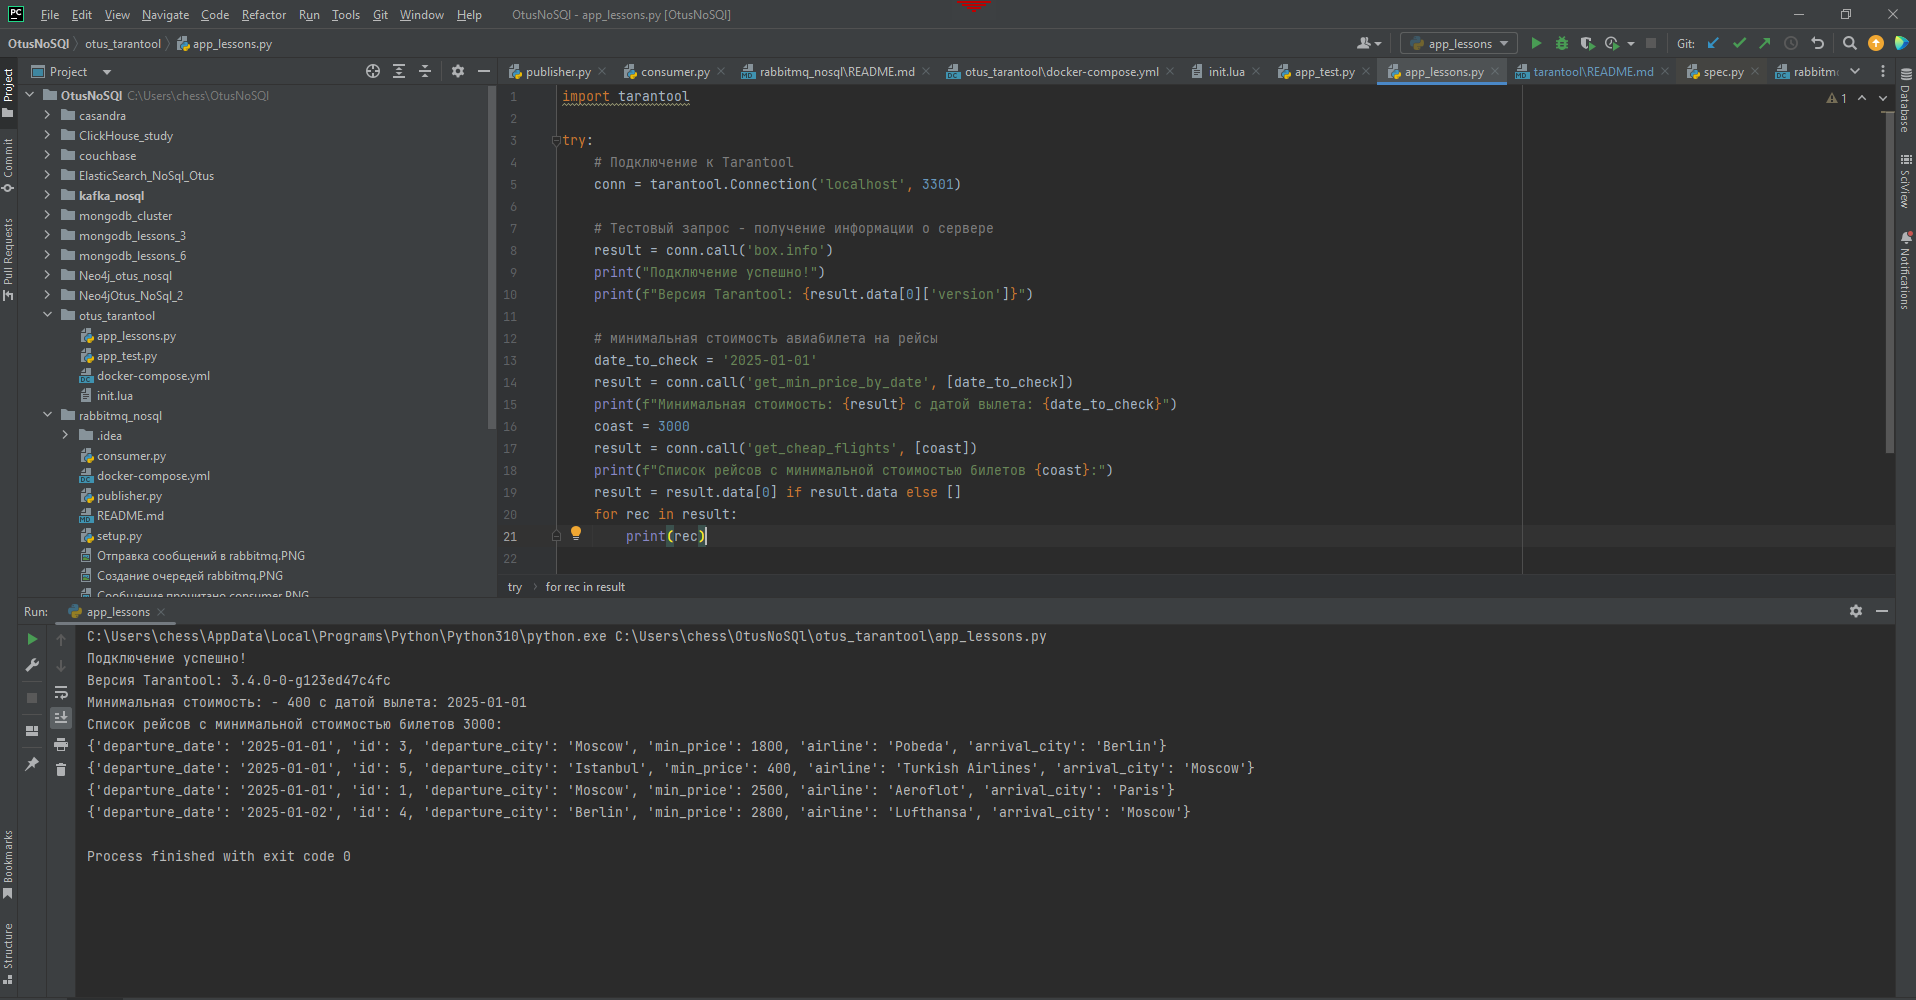 PC File Edit View Navigate Code Refactor Run Tools Git Window Help OtusNoSQl - app_lessons.py [OtusNoSQl]
OtusNoSQl otus_tarantool app_lessons.py app_lessons Git:
Project publisher.py consumer.py rabbitmq_nosql\README.md otus_tarantool\docker-compose.yml init.lua app_test.py app_lessons.py tarantool\README.md spec.py rabbitm
OtusNoSQl C:\Users\chess\OtusNoSQl
casandra
ClickHouse_study
couchbase
ElasticSearch_NoSql_Otus
kafka_nosql
mongodb_cluster
mongodb_lessons_3
mongodb_lessons_6
Neo4j_otus_nosql
Neo4jOtus_NoSql_2
otus_tarantool
app_lessons.py
app_test.py
docker-compose.yml
init.lua
rabbitmq_nosql
.idea
consumer.py
docker-compose.yml
publisher.py
README.md
setup.py
Отправка сообщений в rabbitmq.PNG
Создание очередей rabbitmq.PNG
Сообщение прочитано consumer.PNG
1 import tarantool
2
3 try:
4 # Подключение к Tarantool
5 conn = tarantool.Connection('localhost', 3301)
6
7 # Тестовый запрос - получение информации о сервере
8 result = conn.call('box.info')
9 print("Подключение успешно!")
10 print(f"Версия Tarantool: {result.data[0]['version']}")
11
12 # минимальная стоимость авиабилета на рейсы
13 date_to_check = '2025-01-01'
14 result = conn.call('get_min_price_by_date', [date_to_check])
15 print(f"Минимальная стоимость: {result} с датой вылета: {date_to_check}")
16 coast = 3000
17 result = conn.call('get_cheap_flights', [coast])
18 print(f"Список рейсов с минимальной стоимостью билетов {coast}:")
19 result = result.data[0] if result.data else []
20 for rec in result:
21 print(rec)
22
1
try for rec in result
Run: app_lessons
C:\Users\chess\AppData\Local\Programs\Python\Python310\python.exe C:\Users\chess\OtusNoSQl\otus_tarantool\app_lessons.py
Подключение успешно!
Версия Tarantool: 3.4.0-0-g123ed47c4fc
Минимальная стоимость: - 400 с датой вылета: 2025-01-01
Список рейсов с минимальной стоимостью билетов 3000:
{'departure_date': '2025-01-01', 'id': 3, 'departure_city': 'Moscow', 'min_price': 1800, 'airline': 'Pobeda', 'arrival_city': 'Berlin'}
{'departure_date': '2025-01-01', 'id': 5, 'departure_city': 'Istanbul', 'min_price': 400, 'airline': 'Turkish Airlines', 'arrival_city': 'Moscow'}
{'departure_date': '2025-01-01', 'id': 1, 'departure_city': 'Moscow', 'min_price': 2500, 'airline': 'Aeroflot', 'arrival_city': 'Paris'}
{'departure_date': '2025-01-02', 'id': 4, 'departure_city': 'Berlin', 'min_price': 2800, 'airline': 'Lufthansa', 'arrival_city': 'Moscow'}
Process finished with exit code 0
Project
Commit
Pull Requests
Bookmarks
Structure
Database
SciView
Notifications